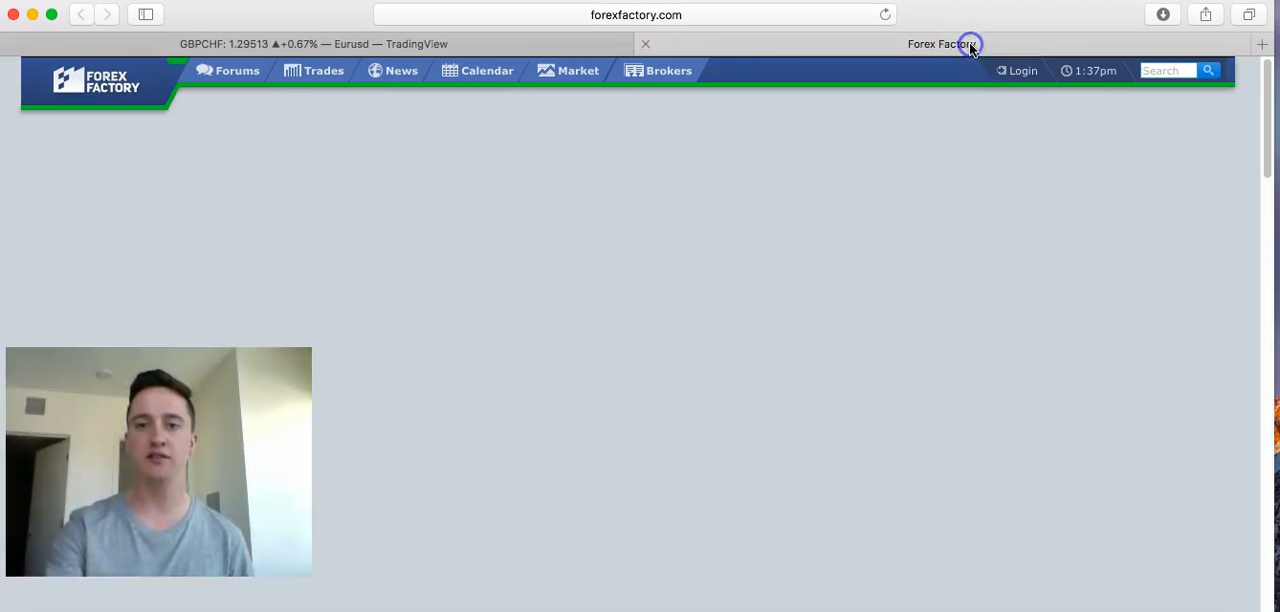 forexfactory.com
GBPCHF: 1.29513 ▲+0.67% — Eurusd — TradingView
Forex Factory
FOREX FACTORY
Forums
Trades
News
Calendar
Market
Brokers
Login
1:37pm
Search